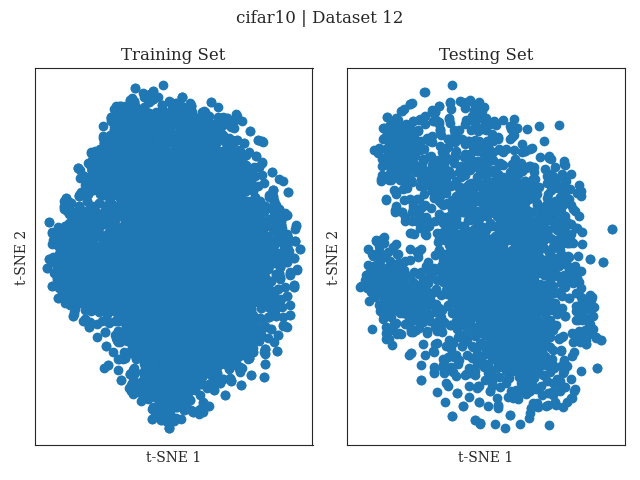 cifar10 | Dataset 12
Training Set
Testing Set
t-SNE 2
t-SNE 2
t-SNE 1
t-SNE 1